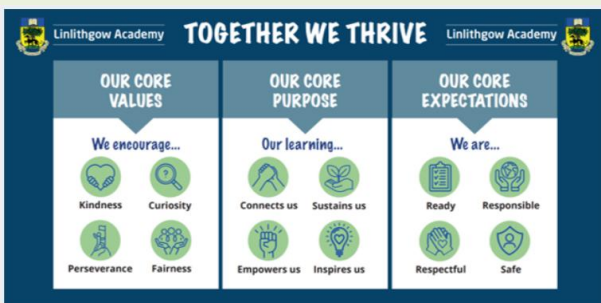 Linlithgow Academy TOGETHER WE THRIVE Linlithgow Academy
OUR CORE
VALUES
We encourage...
Kindness Curiosity
Perseverance Fairness
OUR CORE
PURPOSE
Our learning...
Connects us Sustains us
Empowers us Inspires us
OUR CORE
EXPECTATIONS
We are...
Ready Responsible
Respectful Safe